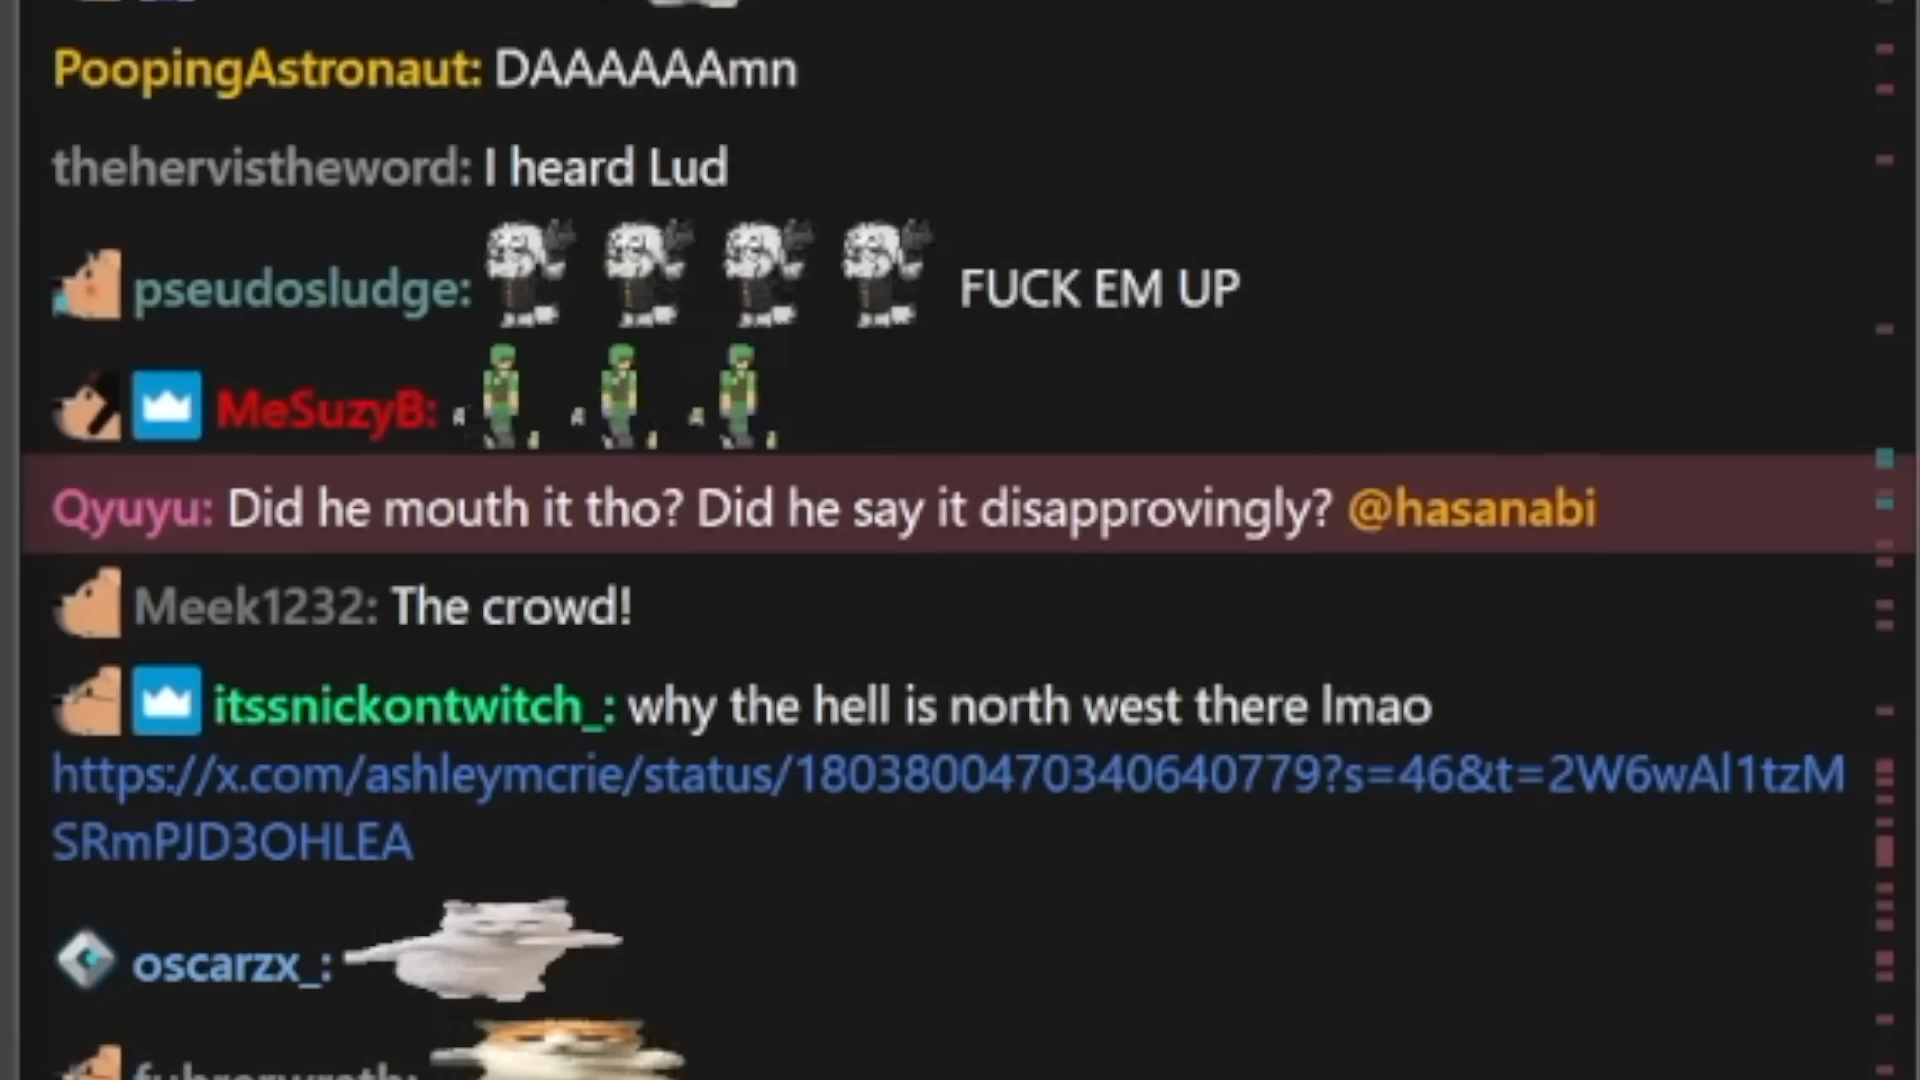 PoopingAstronaut: DAAAAAAmn
thehervistheword: I heard Lud
pseudosludge: FUCK EM UP
MeSuzyB:
Qyuyu: Did he mouth it tho? Did he say it disapprovingly? @hasanabi
Meek1232: The crowd!
itssnickontwitch_: why the hell is north west there lmao
https://x.com/ashleymcrie/status/1803800470340640779?s=46&t=2W6wAl1tzM
SRmPJD3OHLEA
oscarzx_: